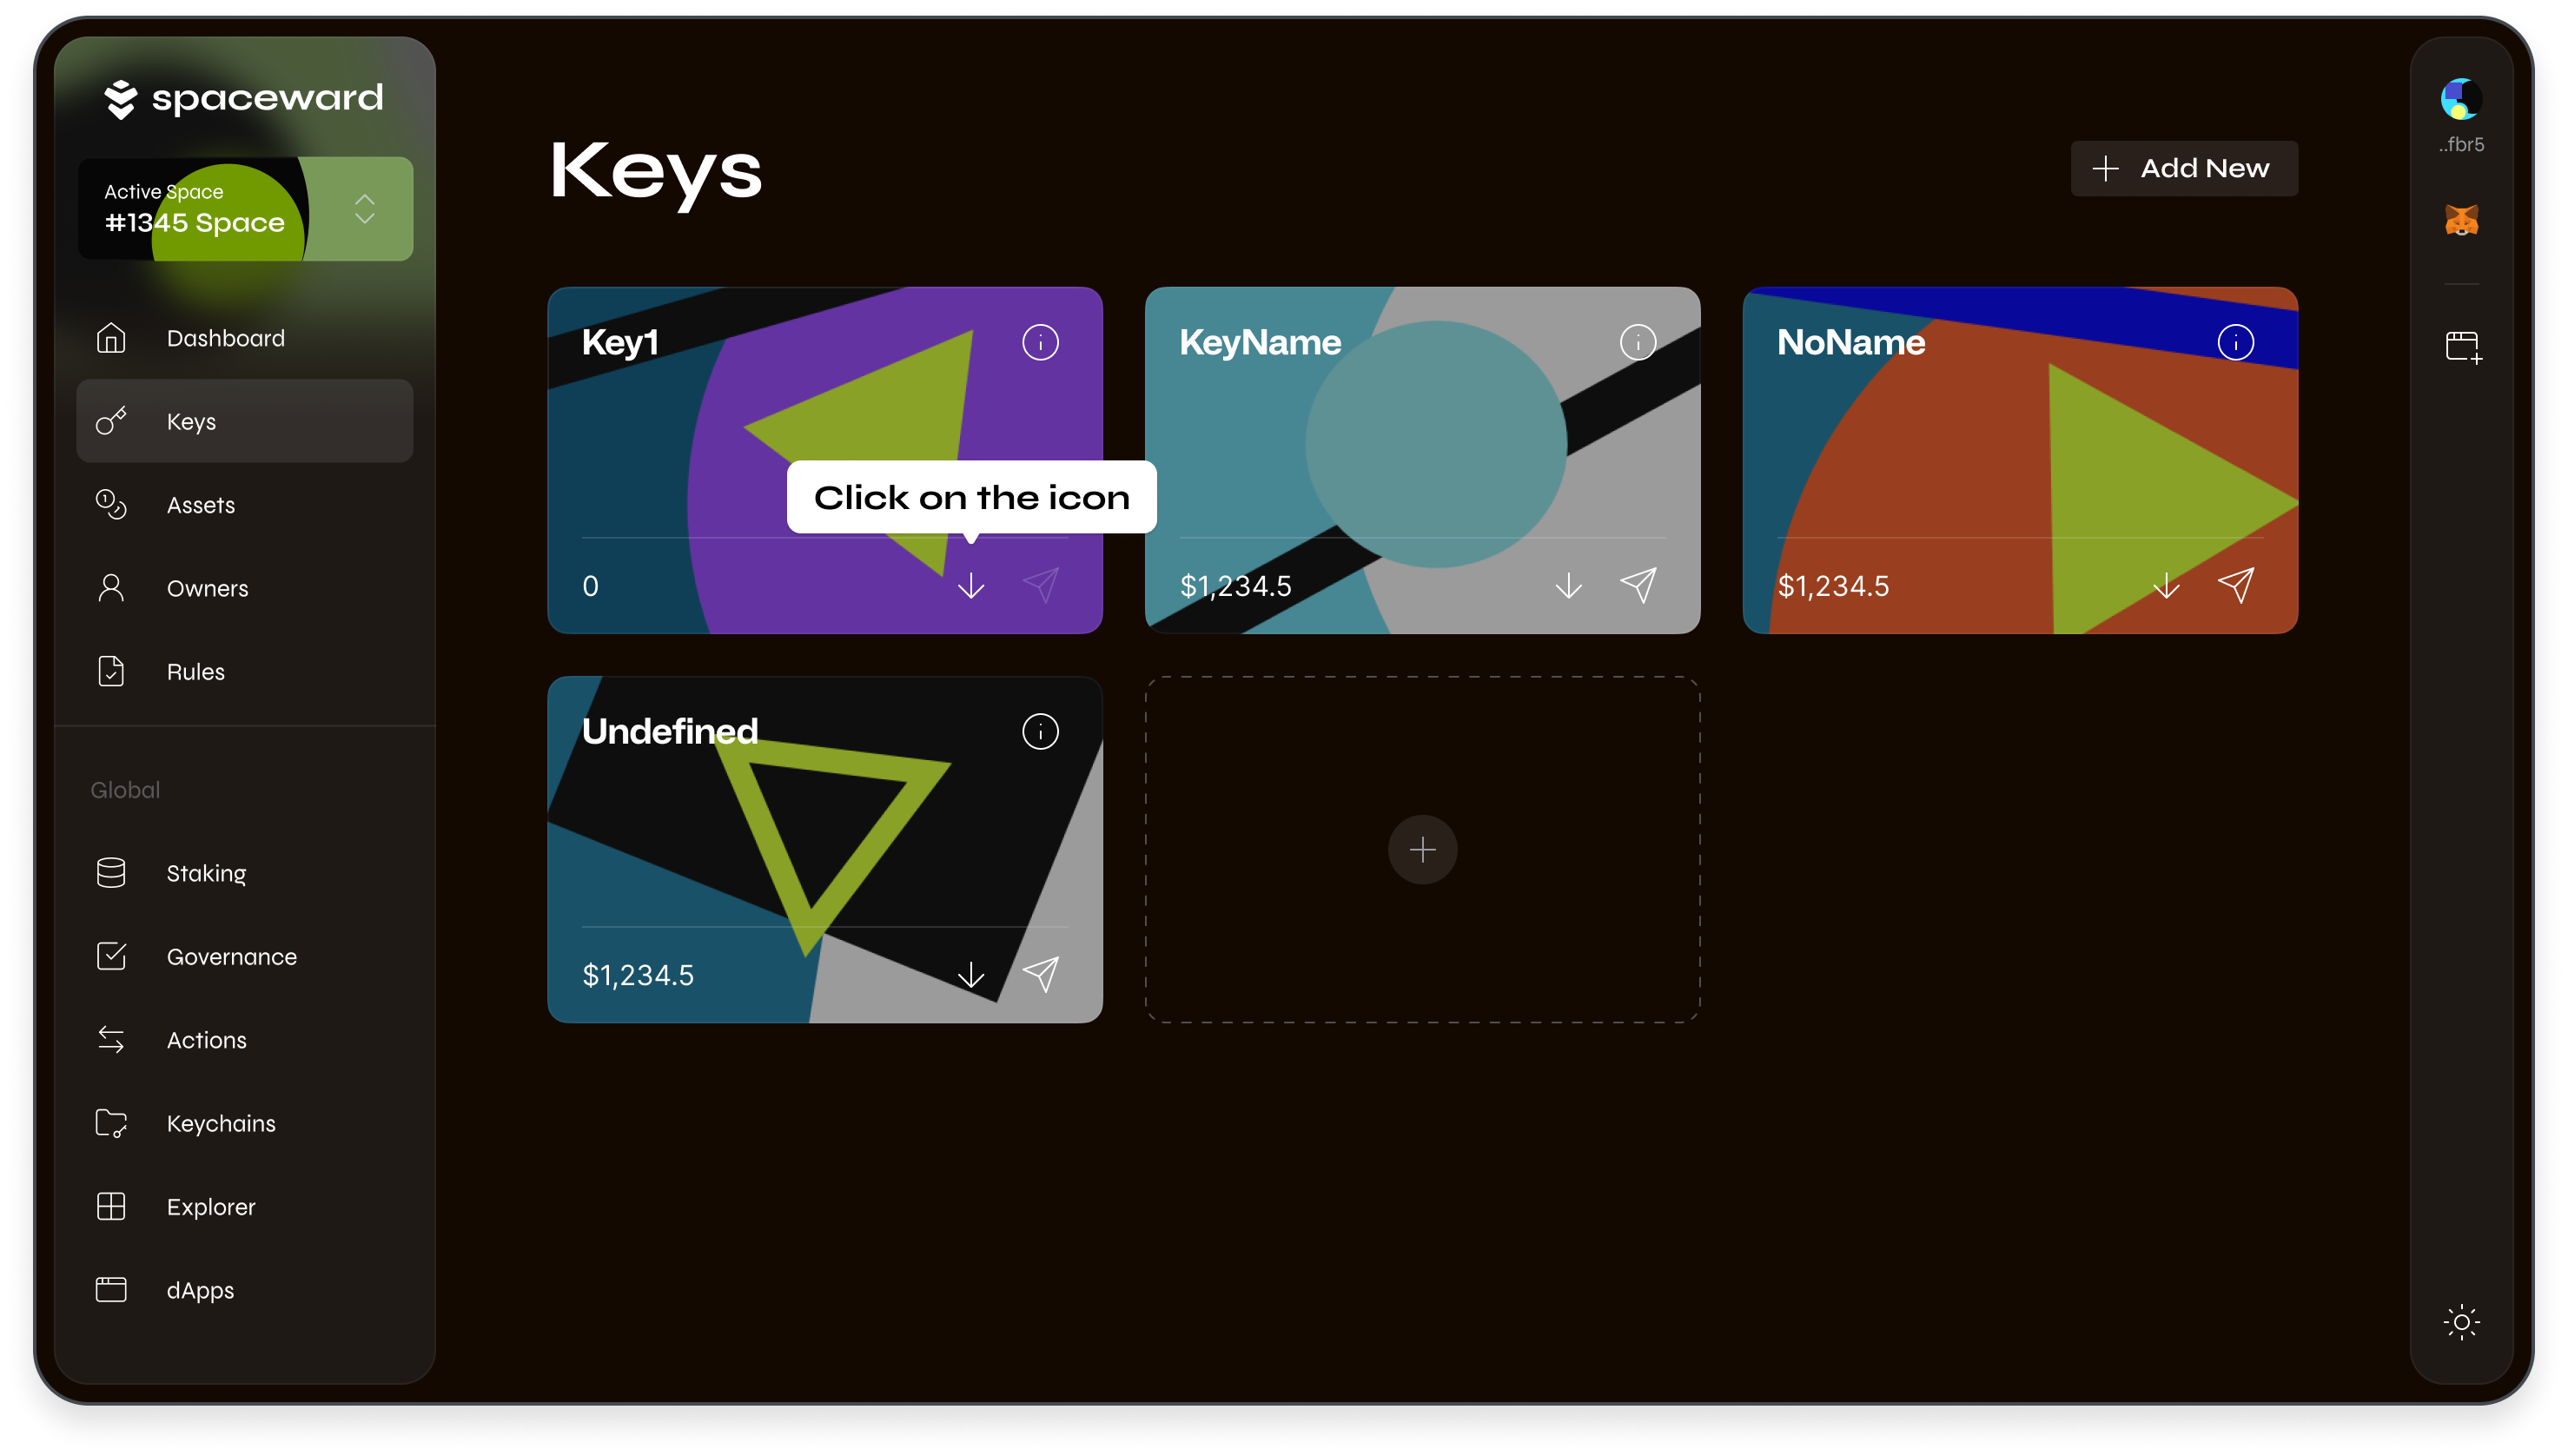 spaceward
Active Space
#1345 Space
Dashboard
Keys
Assets
Owners
Rules
Global
Staking
Governance
Actions
Keychains
Explorer
dApps
Keys
Add New
Key1
0
Click on the icon
KeyName
$1,234.5
NoName
$1,234.5
Undefined
$1,234.5
..fbr5